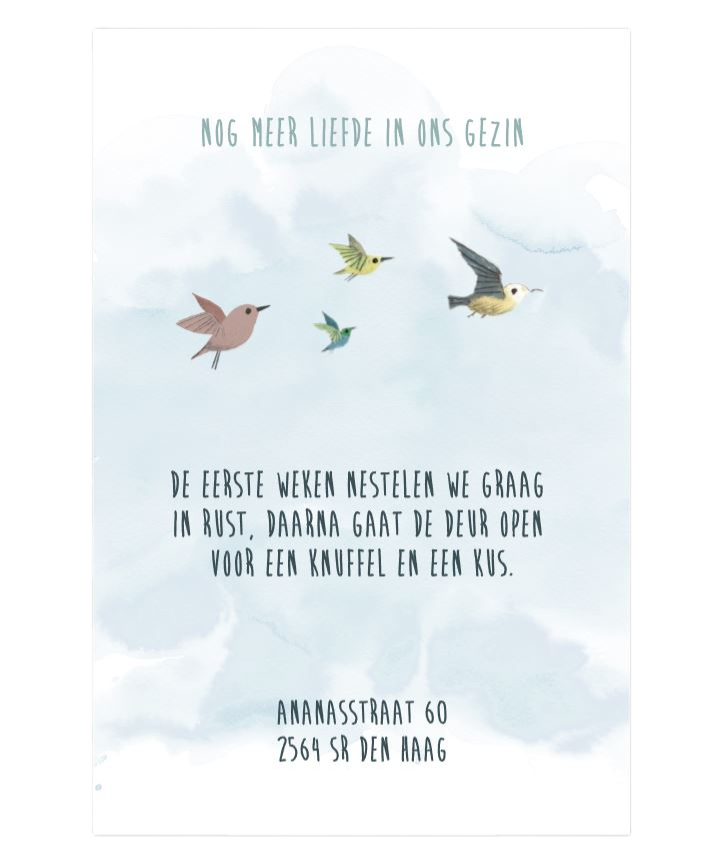 NOG MEER LIEFDE IN ONS GEZIN
DE EERSTE WEKEN NESTELEN WE GRAAG
IN RUST, DAARNA GAAT DE DEUR OPEN
VOOR EEN KNUFFEL EN EEN KUS.
ANANASSTRAAT 60
2564 SR DEN HAAG